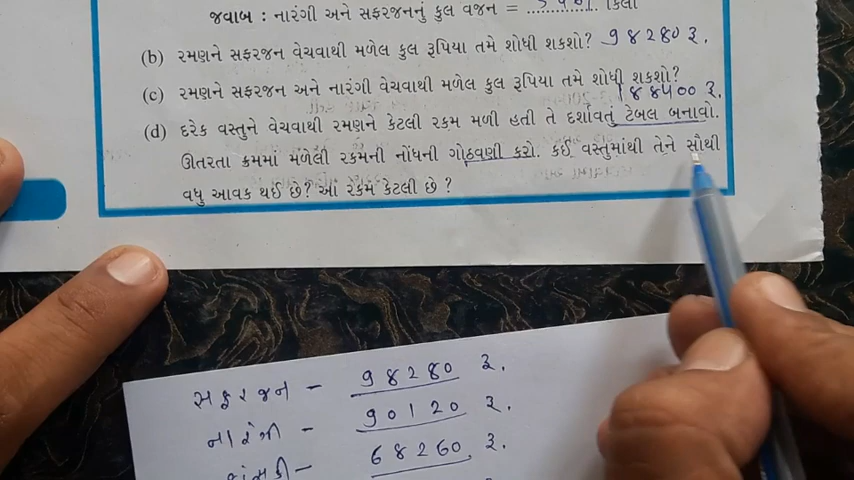 જવાબ : નારંગી અને સફરજનનું કુલ વજન = ............ કિલો
(b) રમણને સફરજન વેચવાથી મળેલ કુલ રૂપિયા તમે શોધી શકશો? 98280 રૂ.
(c) રમણને સફરજન અને નારંગી વેચવાથી મળેલ કુલ રૂપિયા તમે શોધી શકશો?
188400 રૂ.
(d) દરેક વસ્તુને વેચવાથી રમણને કેટલી રકમ મળી હતી તે દર્શાવતું ટેબલ બનાવો.
ઊતરતા ક્રમમાં મળેલી રકમની નોંધની ગોઠવણી કરો. કઈ વસ્તુમાંથી તેને સૌથી
વધુ આવક થઈ છે? આ રકમ કેટલી છે ?
સફરજન - 98280 રૂ.
નારંગી - 90120 રૂ.
68260 રૂ.